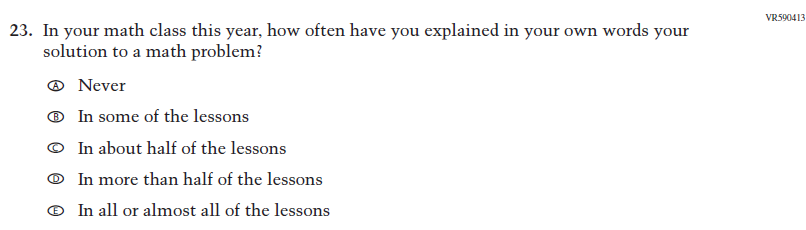 VR590413
23. In your math class this year, how often have you explained in your own words your
solution to a math problem?
A Never
B In some of the lessons
C In about half of the lessons
D In more than half of the lessons
E In all or almost all of the lessons